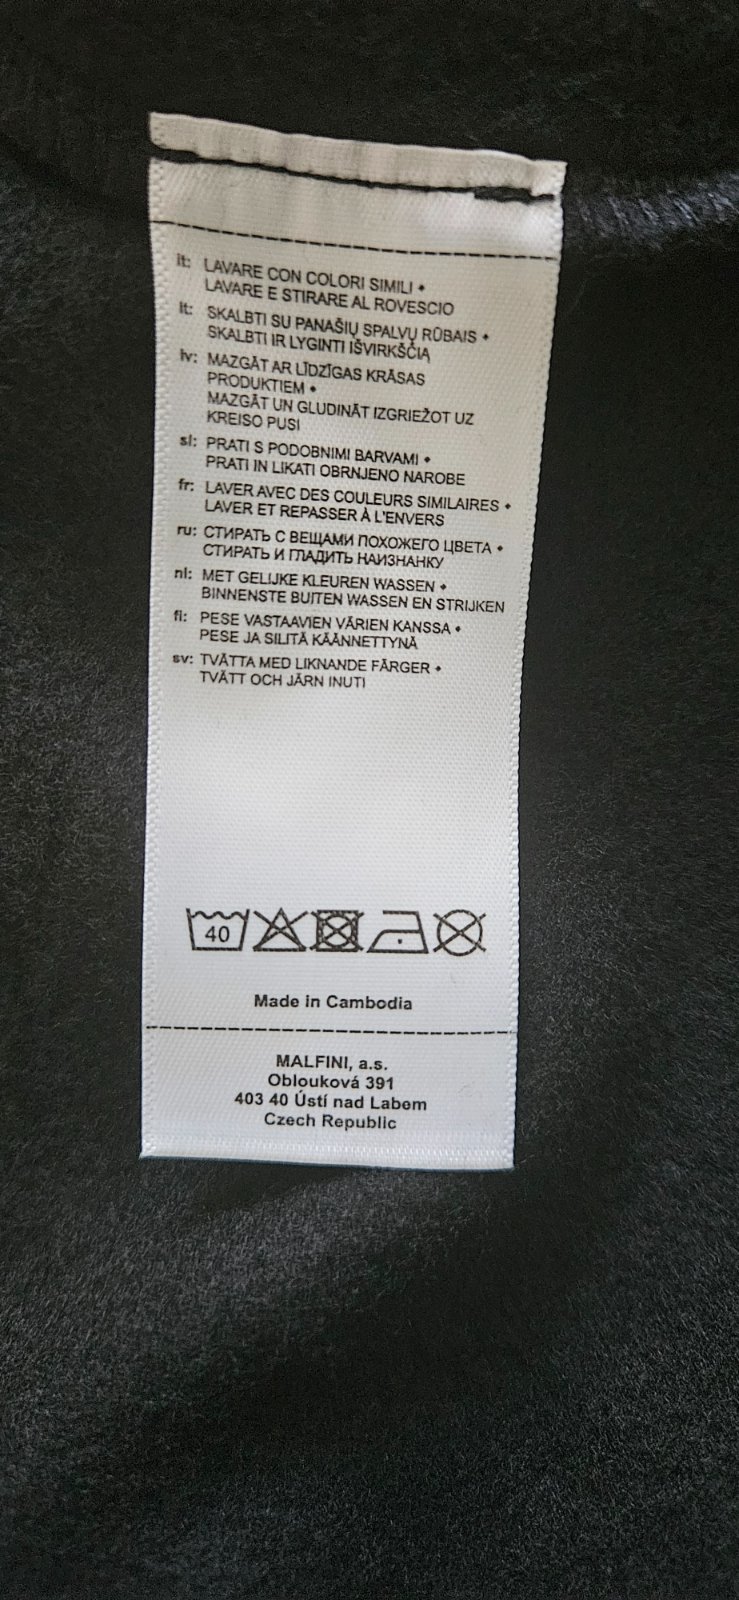 it: LAVARE CON COLORI SIMILI •
LAVARE E STIRARE AL ROVESCIO
lt: SKALBTI SU PANAŠIŲ SPALVŲ RŪBAIS •
SKALBTI IR LYGINTI IŠVIRKŠČIĄ
lv: MAZGĀT AR LĪDZĪGAS KRĀSAS
PRODUKTIEM •
MAZGĀT UN GLUDINĀT IZGRIEŽOT UZ
KREISO PUSI
sl: PRATI S PODOBNIMI BARVAMI •
PRATI IN LIKATI OBRNJENO NAROBE
fr: LAVER AVEC DES COULEURS SIMILAIRES •
LAVER ET REPASSER À L'ENVERS
ru: СТИРАТЬ С ВЕЩАМИ ПОХОЖЕГО ЦВЕТА •
СТИРАТЬ И ГЛАДИТЬ НАИЗНАНКУ
nl: MET GELIJKE KLEUREN WASSEN •
BINNENSTE BUITEN WASSEN EN STRIJKEN
fi: PESE VASTAAVIEN VÄRIEN KANSSA •
PESE JA SILITÄ KÄÄNNETTYNÄ
sv: TVÄTTA MED LIKNANDE FÄRGER •
TVÄTT OCH JÄRN INUTI
40
Made in Cambodia
MALFINI, a.s.
Oblouková 391
403 40 Ústí nad Labem
Czech Republic